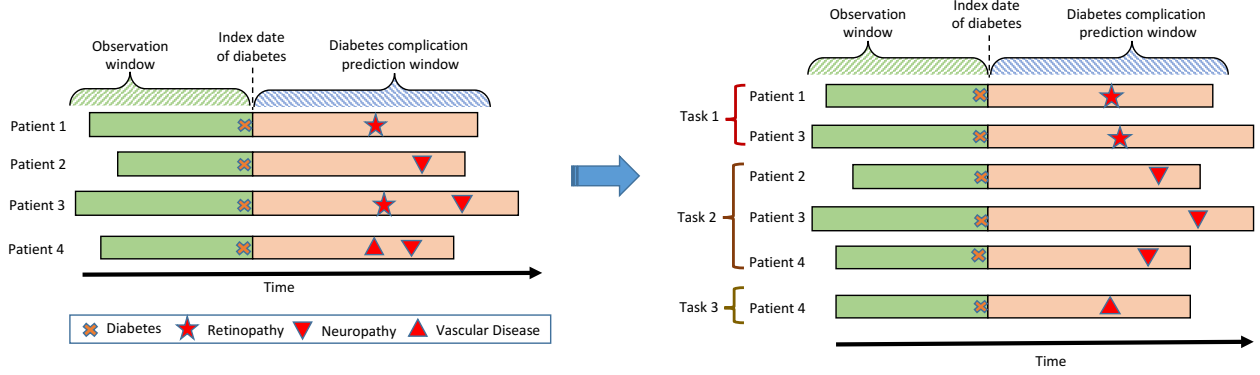 Observation
window
Index date
of diabetes
Diabetes complication
prediction window
Patient 1
Patient 2
Patient 3
Patient 4
Time
Diabetes
Retinopathy
Neuropathy
Vascular Disease
Observation
window
Index date
of diabetes
Diabetes complication
prediction window
Task 1
Patient 1
Patient 3
Task 2
Patient 2
Patient 3
Patient 4
Task 3
Patient 4
Time